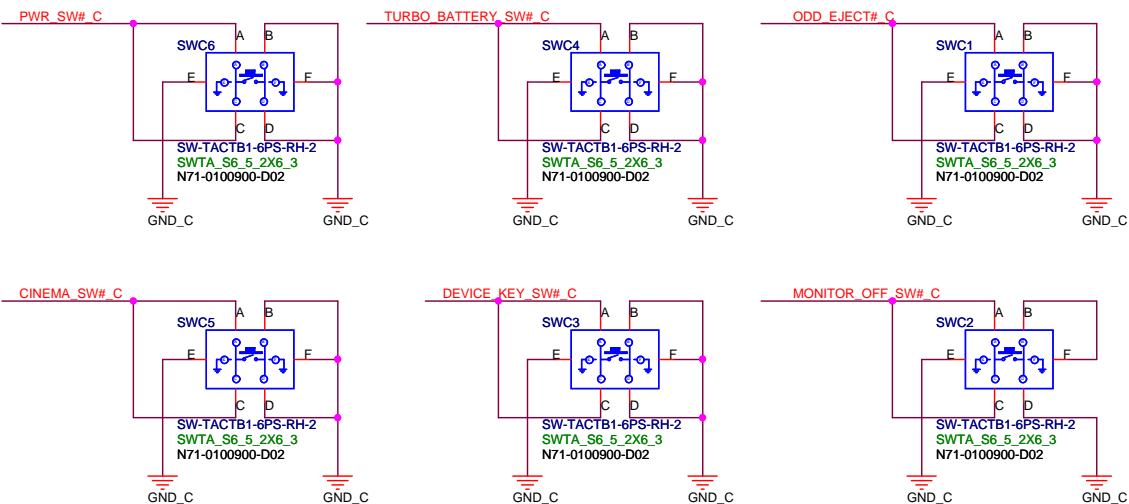 PWR_SW#_C
TURBO_BATTERY_SW#_C
ODD_EJECT#_C
A B
SWC6
E F
C D
SW-TACTB1-6PS-RH-2
SWTA_S6_5_2X6_3
N71-0100900-D02
GND_C GND_C
A B
SWC4
E F
C D
SW-TACTB1-6PS-RH-2
SWTA_S6_5_2X6_3
N71-0100900-D02
GND_C GND_C
A B
SWC1
E F
C D
SW-TACTB1-6PS-RH-2
SWTA_S6_5_2X6_3
N71-0100900-D02
GND_C GND_C
CINEMA_SW#_C
DEVICE_KEY_SW#_C
MONITOR_OFF_SW#_C
A B
SWC5
E F
C D
SW-TACTB1-6PS-RH-2
SWTA_S6_5_2X6_3
N71-0100900-D02
GND_C GND_C
A B
SWC3
E F
C D
SW-TACTB1-6PS-RH-2
SWTA_S6_5_2X6_3
N71-0100900-D02
GND_C GND_C
A B
SWC2
E F
C D
SW-TACTB1-6PS-RH-2
SWTA_S6_5_2X6_3
N71-0100900-D02
GND_C GND_C